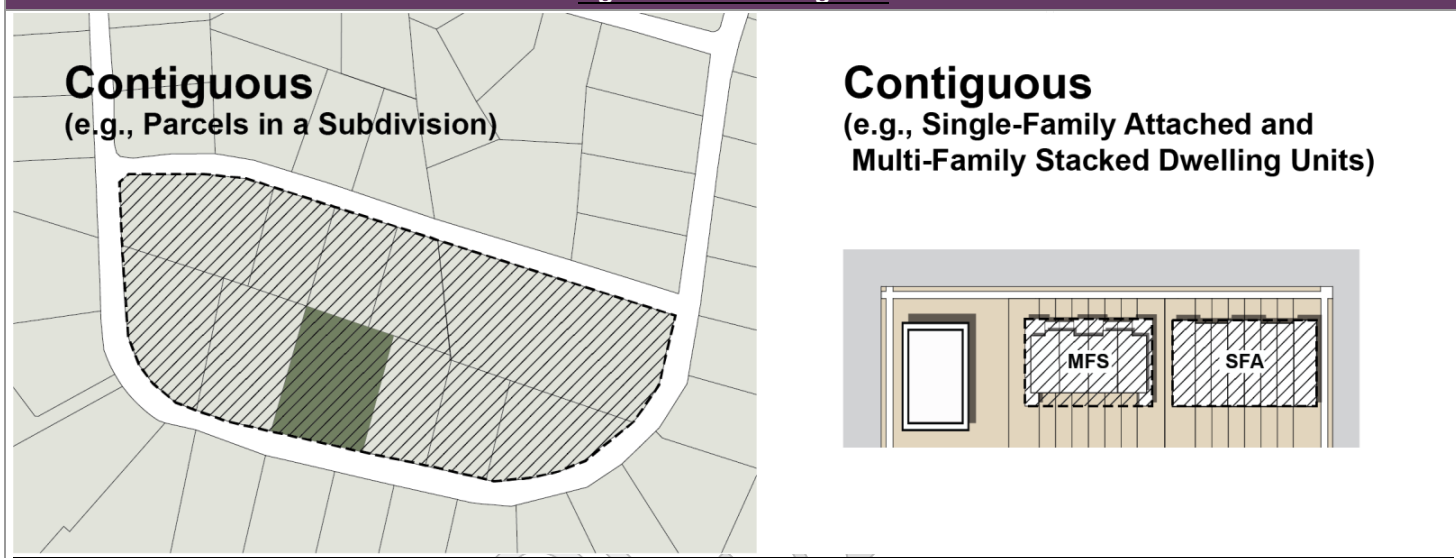 Contiguous
(e.g., Parcels in a Subdivision)
Contiguous
(e.g., Single-Family Attached and
Multi-Family Stacked Dwelling Units)
MFS
SFA